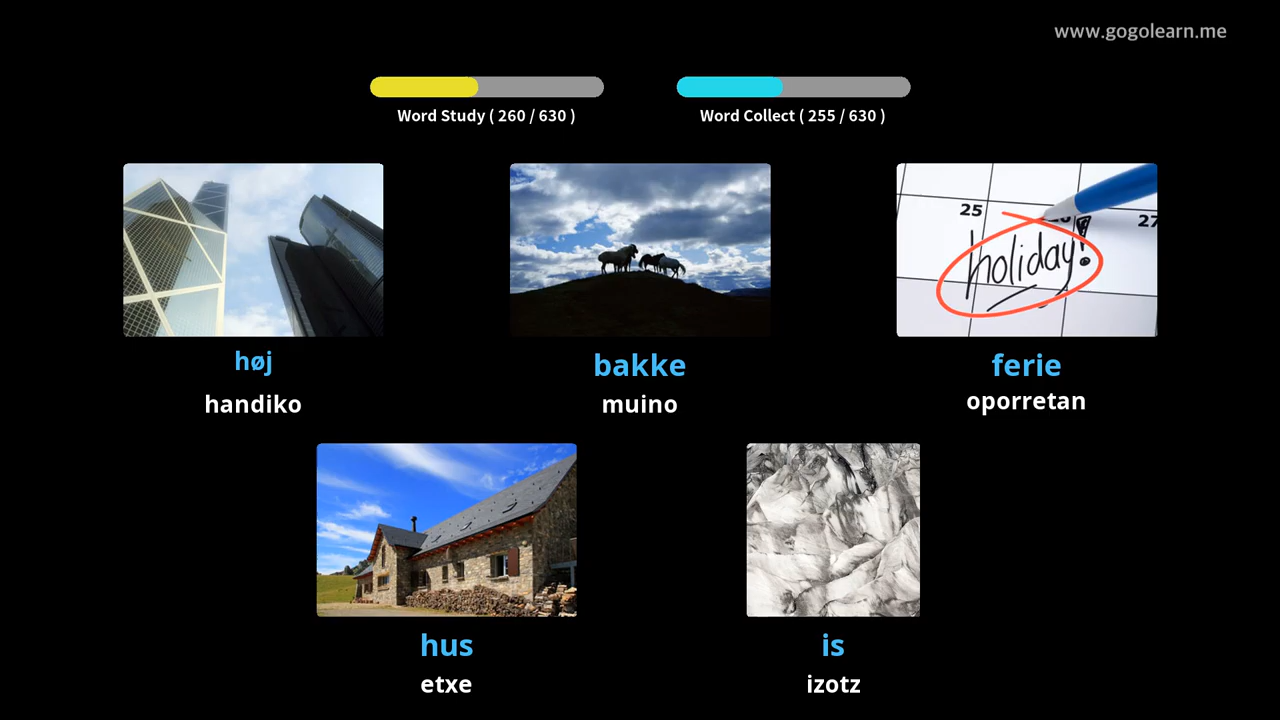 www.gogolearn.me
Word Study ( 260 / 630 )
Word Collect ( 255 / 630 )
25
27
holiday!
høj
bakke
ferie
handiko
muino
oporretan
hus
is
etxe
izotz